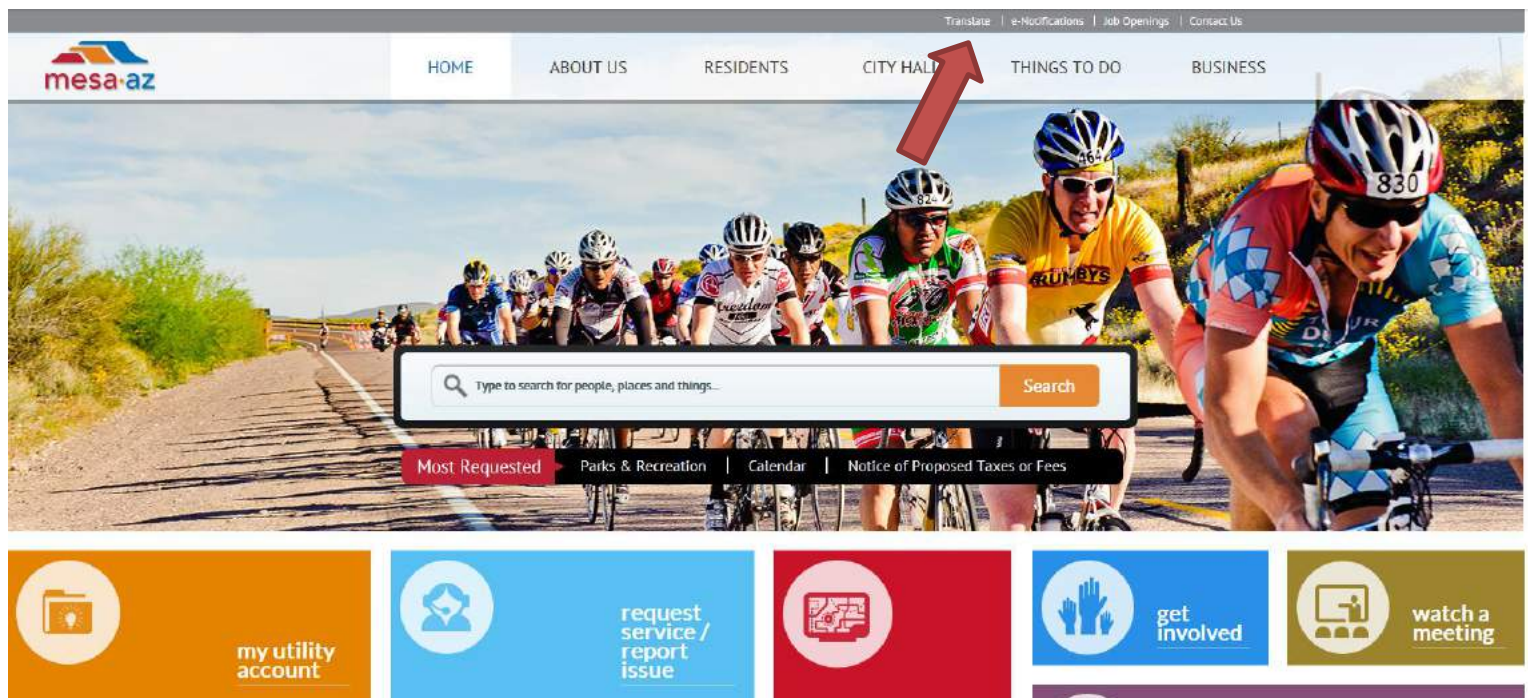 Translate | e-Notifications | Job Openings | Contact Us
mesa·az
HOME ABOUT US RESIDENTS CITY HALL THINGS TO DO BUSINESS
464
830
824
RUMBYS
freedom
Type to search for people, places and things...
Search
Most Requested Parks & Recreation | Calendar | Notice of Proposed Taxes or Fees
my utility
account
request
service /
report
issue
get
involved
watch a
meeting